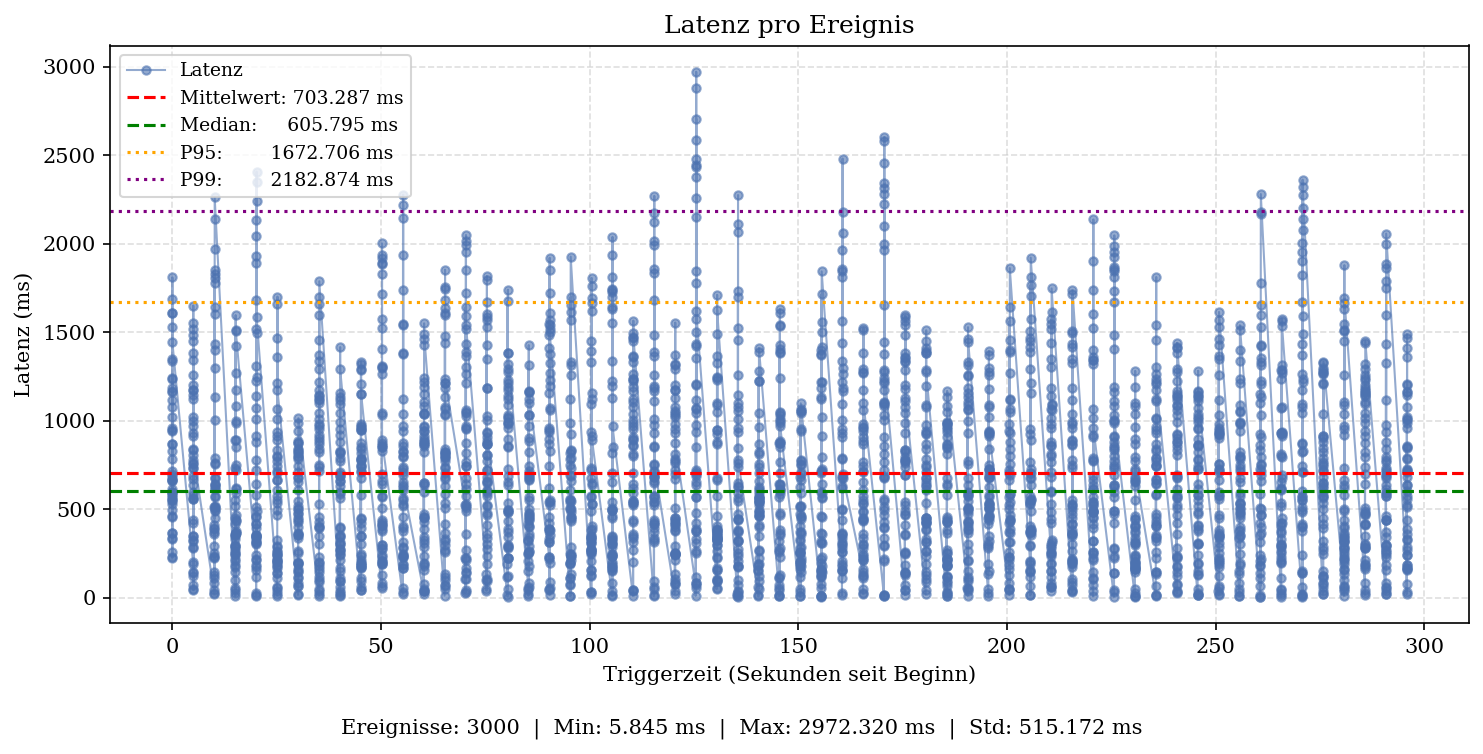 Latenz pro Ereignis
Latenz
Mittelwert: 703.287 ms
Median: 605.795 ms
P95: 1672.706 ms
P99: 2182.874 ms
Latenz (ms)
3000
2500
2000
1500
1000
500
0
0 50 100 150 200 250 300
Triggerzeit (Sekunden seit Beginn)
Ereignisse: 3000 | Min: 5.845 ms | Max: 2972.320 ms | Std: 515.172 ms